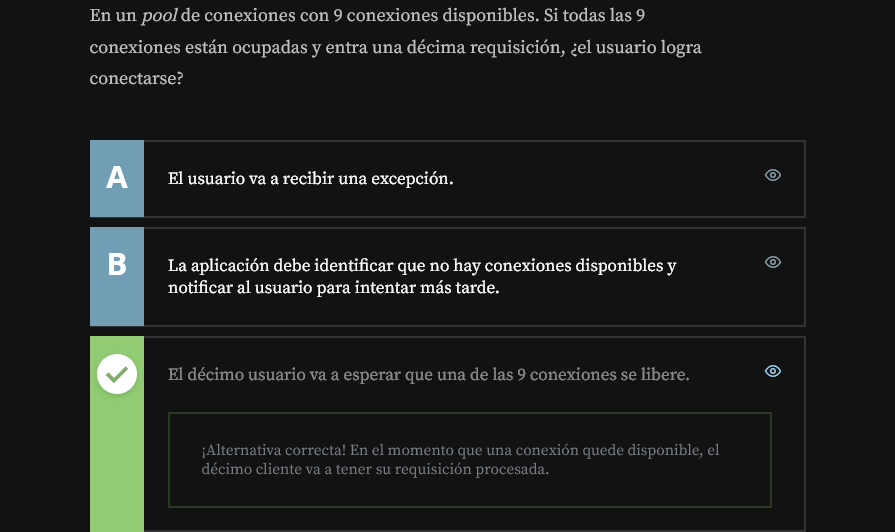 En un pool de conexiones con 9 conexiones disponibles. Si todas las 9
conexiones están ocupadas y entra una décima requisición, ¿el usuario logra
conectarse?
A
El usuario va a recibir una excepción.
B
La aplicación debe identificar que no hay conexiones disponibles y
notificar al usuario para intentar más tarde.
El décimo usuario va a esperar que una de las 9 conexiones se libere.
¡Alternativa correcta! En el momento que una conexión quede disponible, el
décimo cliente va a tener su requisición procesada.